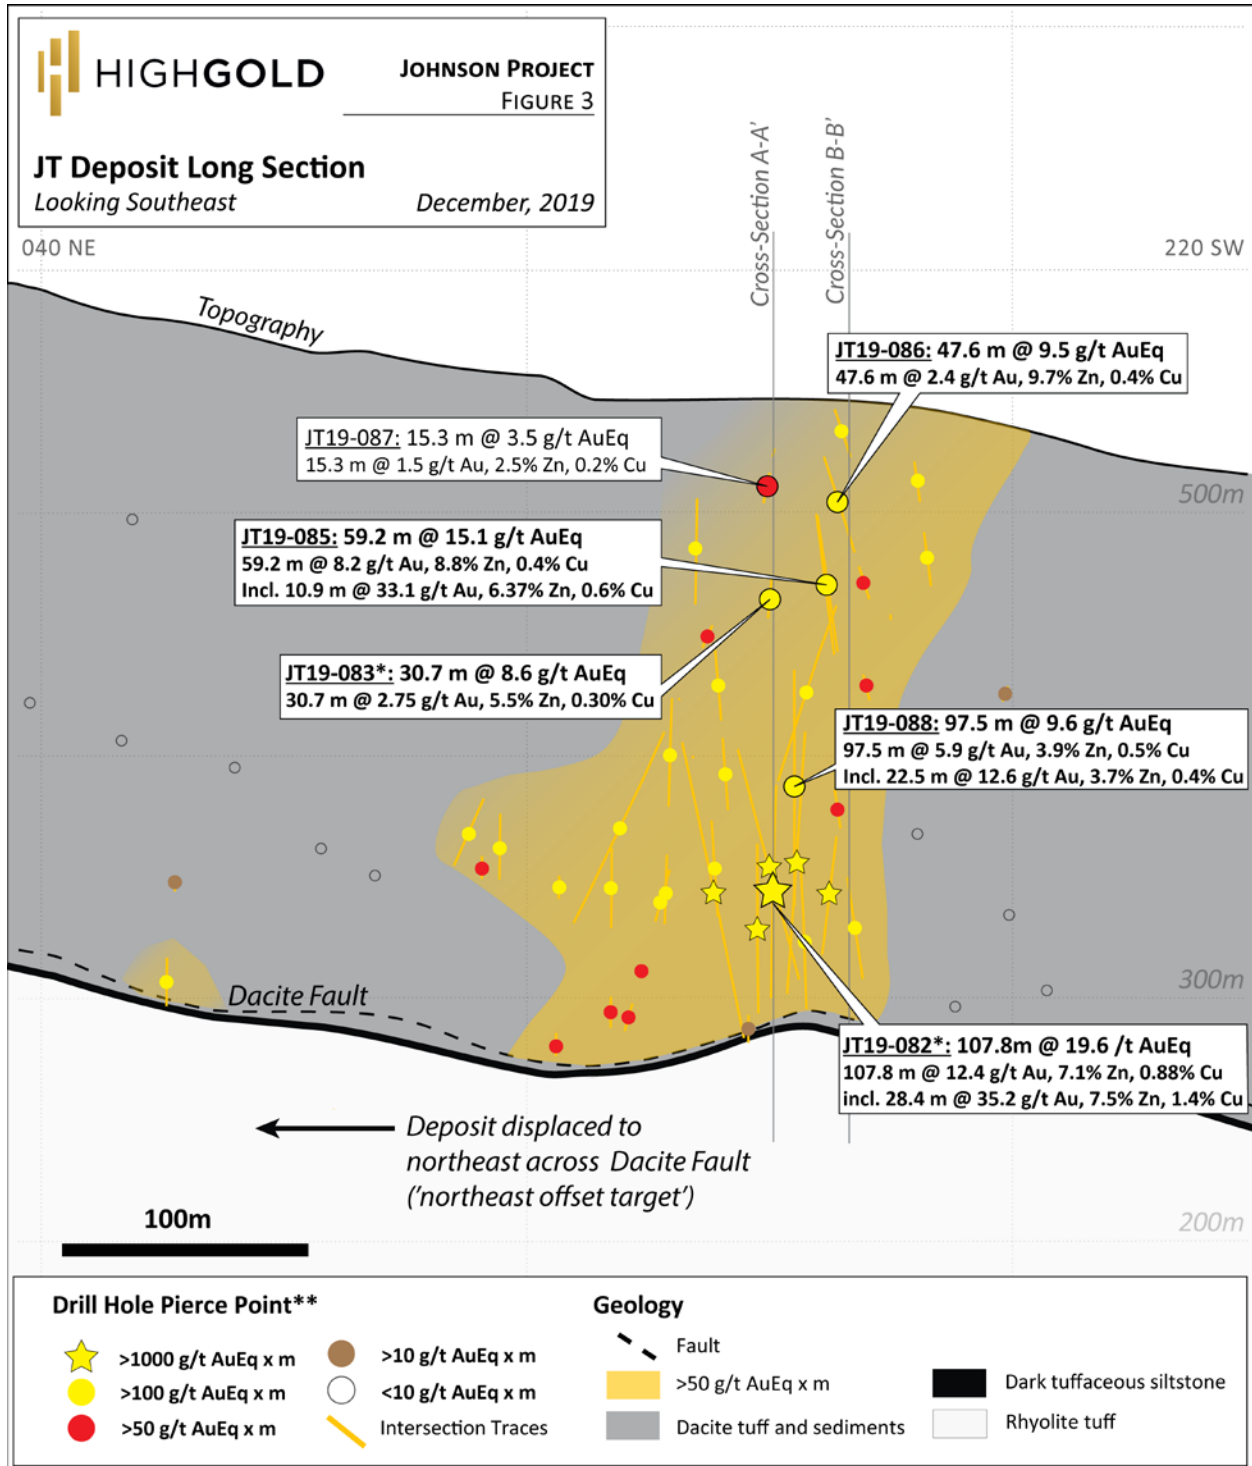 HIGHGOLD
JOHNSON PROJECT
FIGURE 3
JT Deposit Long Section
Looking Southeast
December, 2019
040 NE
220 SW
Cross-Section A-A'
Cross-Section B-B'
Topography
JT19-086: 47.6 m @ 9.5 g/t AuEq
47.6 m @ 2.4 g/t Au, 9.7% Zn, 0.4% Cu
JT19-087: 15.3 m @ 3.5 g/t AuEq
15.3 m @ 1.5 g/t Au, 2.5% Zn, 0.2% Cu
500m
JT19-085: 59.2 m @ 15.1 g/t AuEq
59.2 m @ 8.2 g/t Au, 8.8% Zn, 0.4% Cu
Incl. 10.9 m @ 33.1 g/t Au, 6.37% Zn, 0.6% Cu
JT19-083*: 30.7 m @ 8.6 g/t AuEq
30.7 m @ 2.75 g/t Au, 5.5% Zn, 0.30% Cu
JT19-088: 97.5 m @ 9.6 g/t AuEq
97.5 m @ 5.9 g/t Au, 3.9% Zn, 0.5% Cu
Incl. 22.5 m @ 12.6 g/t Au, 3.7% Zn, 0.4% Cu
300m
Dacite Fault
JT19-082*: 107.8m @ 19.6 /t AuEq
107.8 m @ 12.4 g/t Au, 7.1% Zn, 0.88% Cu
incl. 28.4 m @ 35.2 g/t Au, 7.5% Zn, 1.4% Cu
Deposit displaced to
northeast across Dacite Fault
('northeast offset target')
100m
200m
Drill Hole Pierce Point**
>1000 g/t AuEq x m
>100 g/t AuEq x m
>50 g/t AuEq x m
>10 g/t AuEq x m
<10 g/t AuEq x m
Intersection Traces
Geology
Fault
>50 g/t AuEq x m
Dacite tuff and sediments
Dark tuffaceous siltstone
Rhyolite tuff